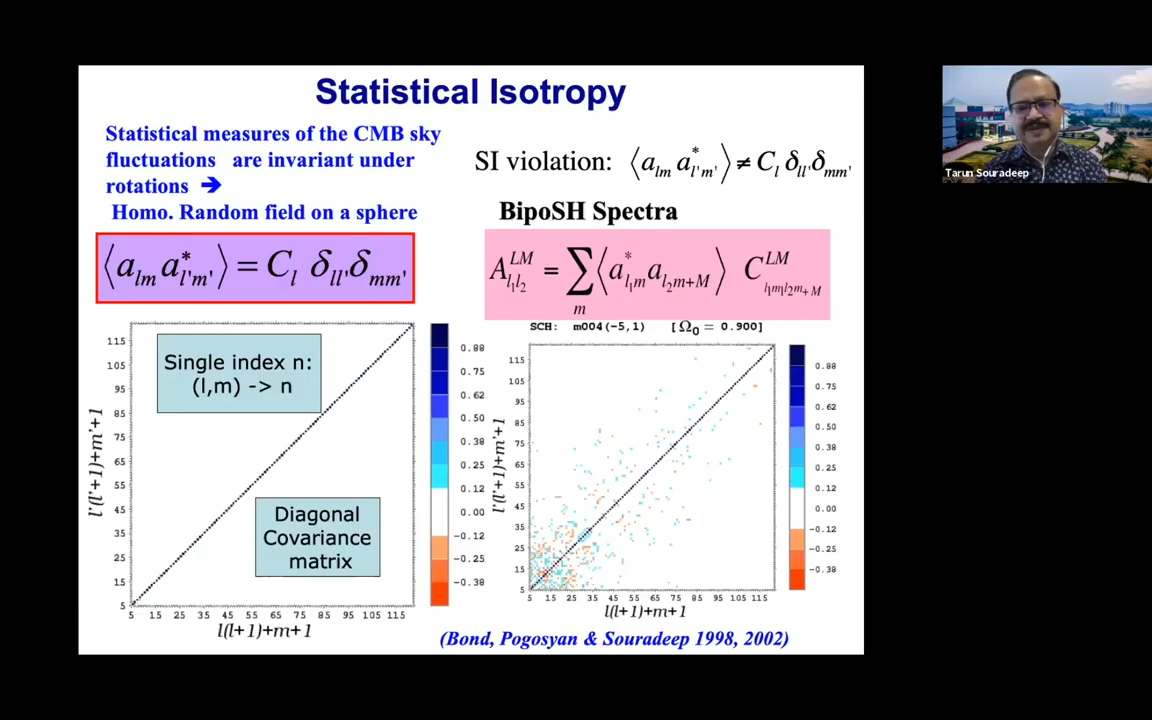 Statistical Isotropy
Statistical measures of the CMB sky
fluctuations are invariant under
rotations ➔
Homo. Random field on a sphere
⟨a_lm a*_l'm'⟩ = C_l δ_ll' δ_mm'
SI violation: ⟨a_lm a*_l'm'⟩ ≠ C_l δ_ll' δ_mm'
BipoSH Spectra
A^LM_l₁l₂ = ∑_m ⟨a*_l₁m a_l₂m+M⟩ C^LM_l₁m₁l₂m+M
Single index n:
(l,m) -> n
Diagonal
Covariance
matrix
l'(l'+1)+m'+1
115
105
95
85
75
65
55
45
35
25
15
5
5 15 25 35 45 55 65 75 85 95 105 115
l(l+1)+m+1
0.88
0.75
0.62
0.50
0.38
0.25
0.12
0.00
−0.12
−0.25
−0.38
SCH: m004(−5,1) [Ω₀ = 0.900]
l'(l'+1)+m'+1
115
105
95
85
75
65
55
45
35
25
15
5
5 15 25 35 45 55 65 75 85 95 105 115
l(l+1)+m+1
0.88
0.75
0.62
0.50
0.38
0.25
0.12
0.00
−0.12
−0.25
−0.38
(Bond, Pogosyan & Souradeep 1998, 2002)
Tarun Souradeep